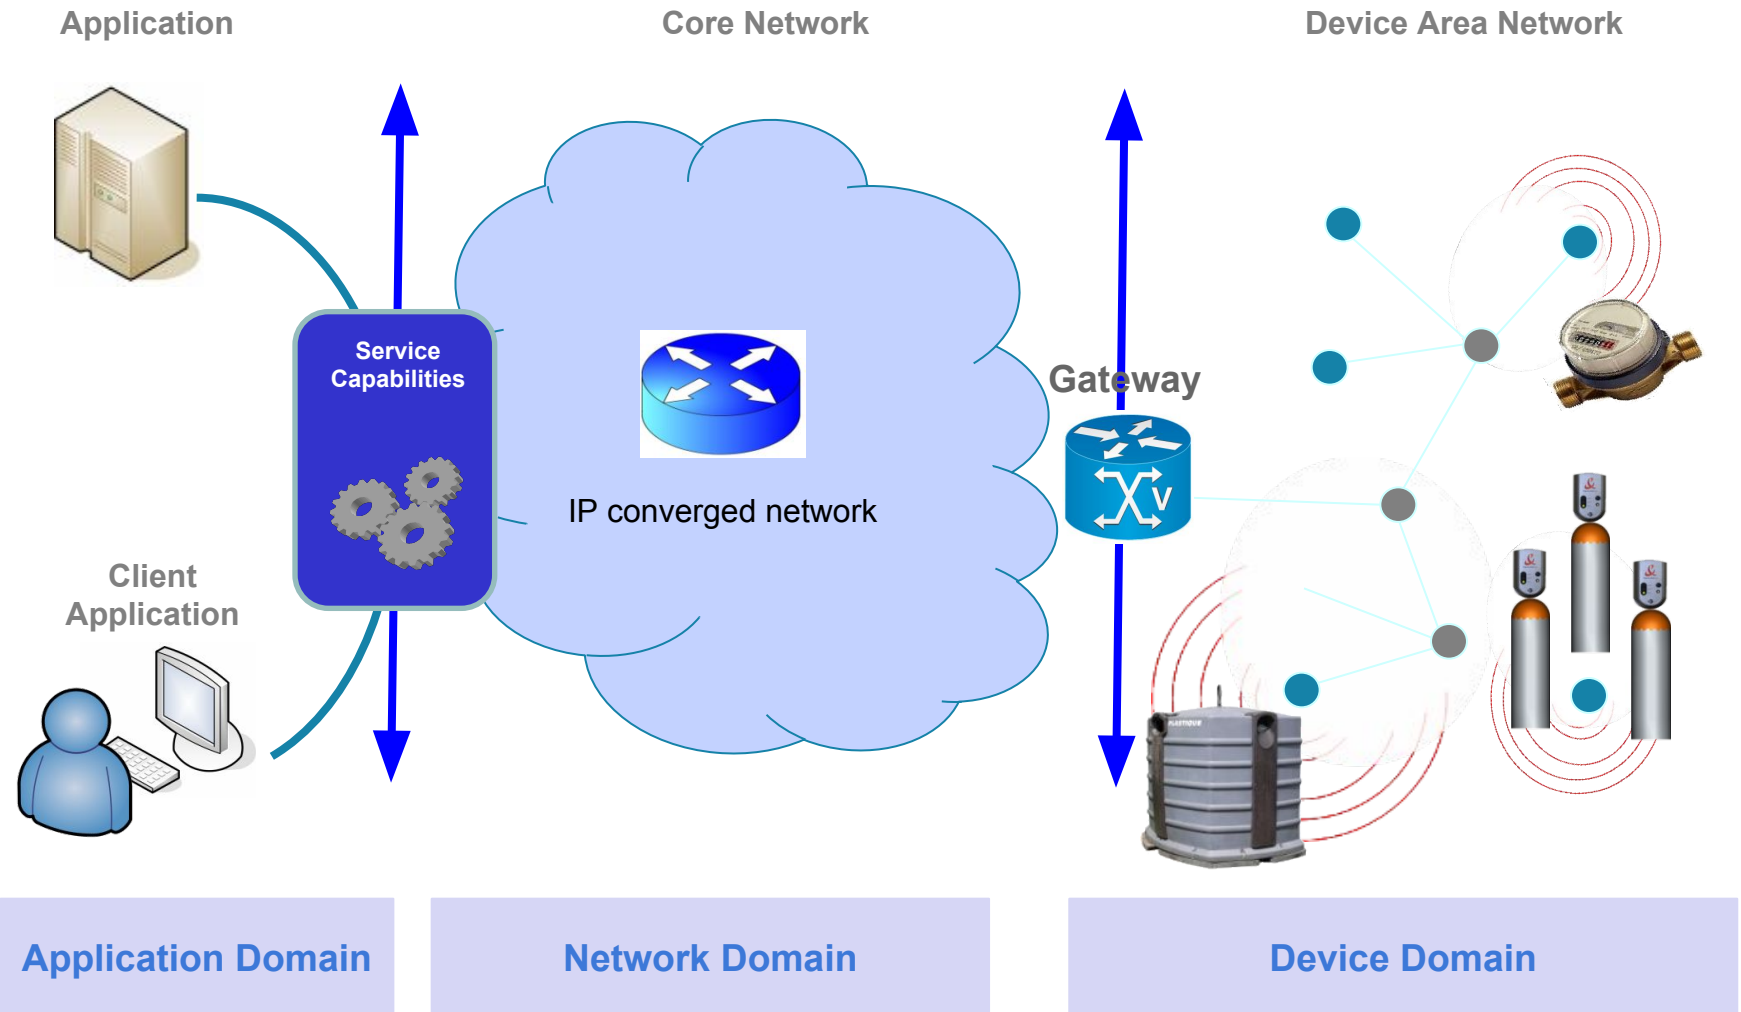 Application
Core Network
Device Area Network
Service
Capabilities
Gateway
V
IP converged network
Client
Application
PLASTIQUE
Application Domain
Network Domain
Device Domain